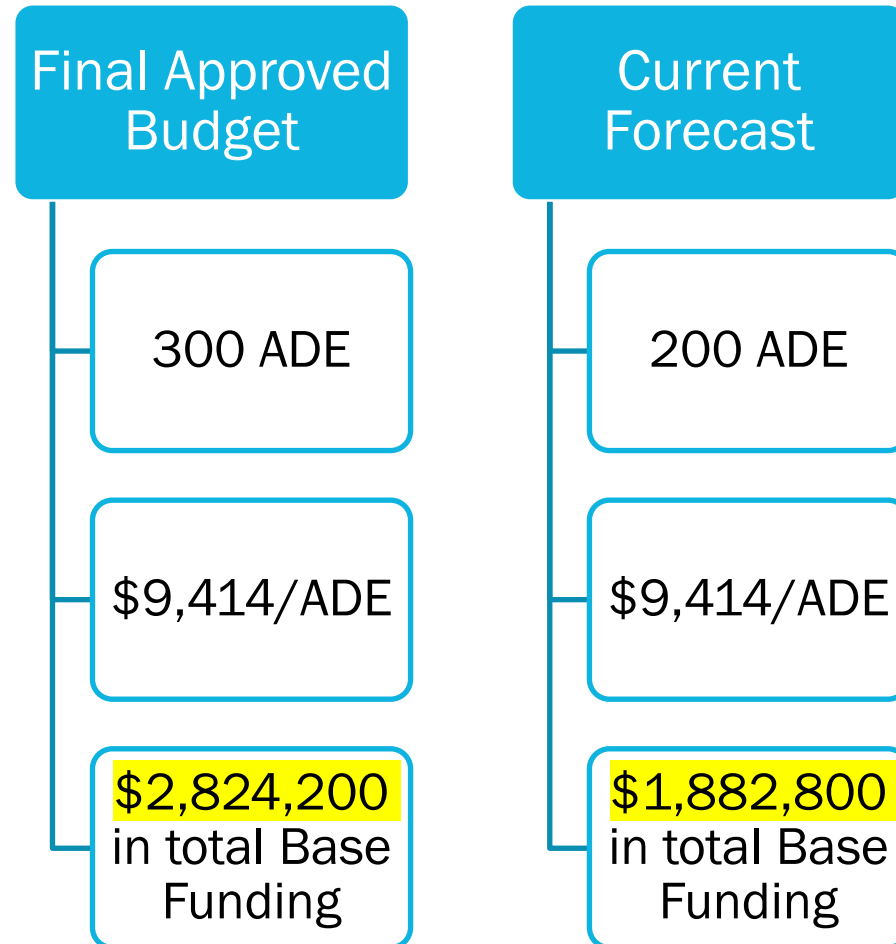 Final Approved
Budget
300 ADE
$9,414/ADE
$2,824,200
in total Base
Funding
Current
Forecast
200 ADE
$9,414/ADE
$1,882,800
in total Base
Funding